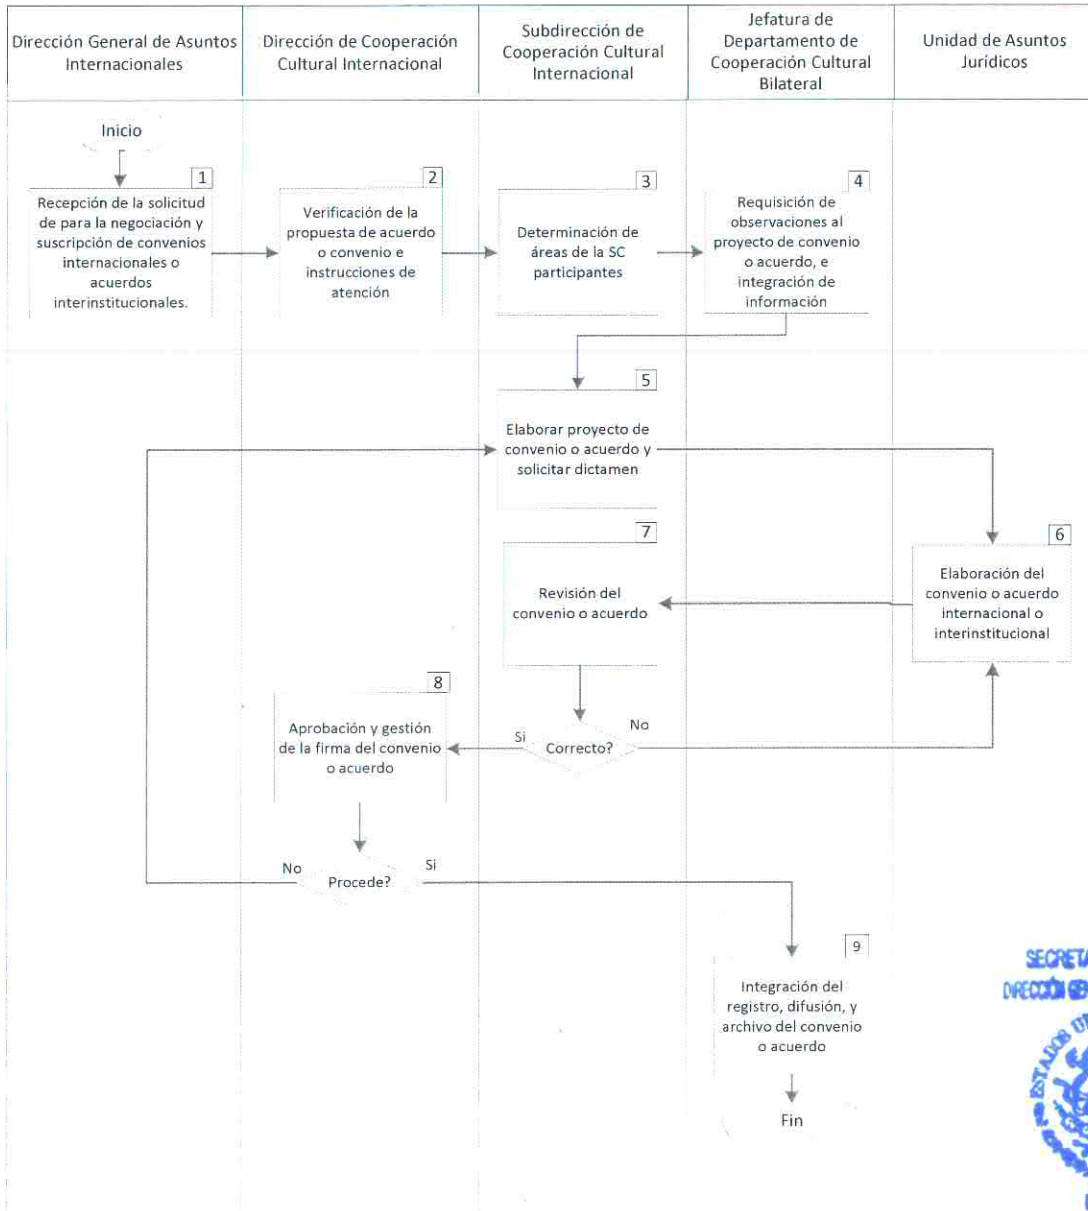 Dirección General de Asuntos
Internacionales
Dirección de Cooperación
Cultural Internacional
Subdirección de
Cooperación Cultural
Internacional
Jefatura de
Departamento de
Cooperación Cultural
Bilateral
Unidad de Asuntos
Jurídicos
Inicio
1
Recepción de la solicitud
de para la negociación y
suscripción de convenios
internacionales o
acuerdos
interinstitucionales.
2
Verificación de la
propuesta de acuerdo
o convenio e
instrucciones de
atención
3
Determinación de
áreas de la SC
participantes
4
Requisición de
observaciones al
proyecto de convenio
o acuerdo, e
integración de
información
5
Elaborar proyecto de
convenio o acuerdo y
solicitar dictamen
6
Elaboración del
convenio o acuerdo
internacional o
interinstitucional
7
Revisión del
convenio o acuerdo
Si
Correcto?
No
8
Aprobación y gestión
de la firma del convenio
o acuerdo
No
Procede?
Si
9
Integración del
registro, difusión, y
archivo del convenio
o acuerdo
Fin
ESTADOS